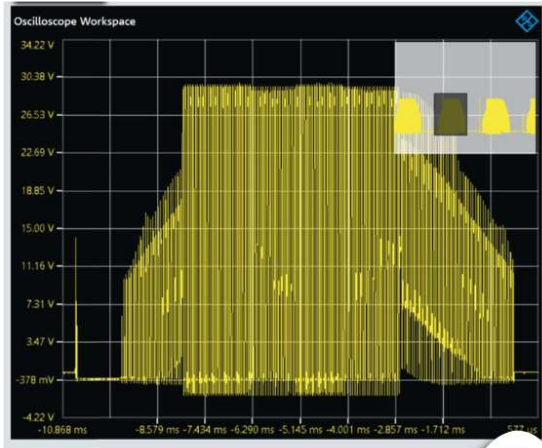 Oscilloscope Workspace
34.22 V
30.38 V
26.53 V
22.69 V
18.85 V
15.00 V
11.16 V
7.31 V
3.47 V
-378 mV
-4.22 V
-10.868 ms -8.579 ms -7.434 ms -6.290 ms -5.145 ms -4.001 ms -2.857 ms -1.712 ms 577 us